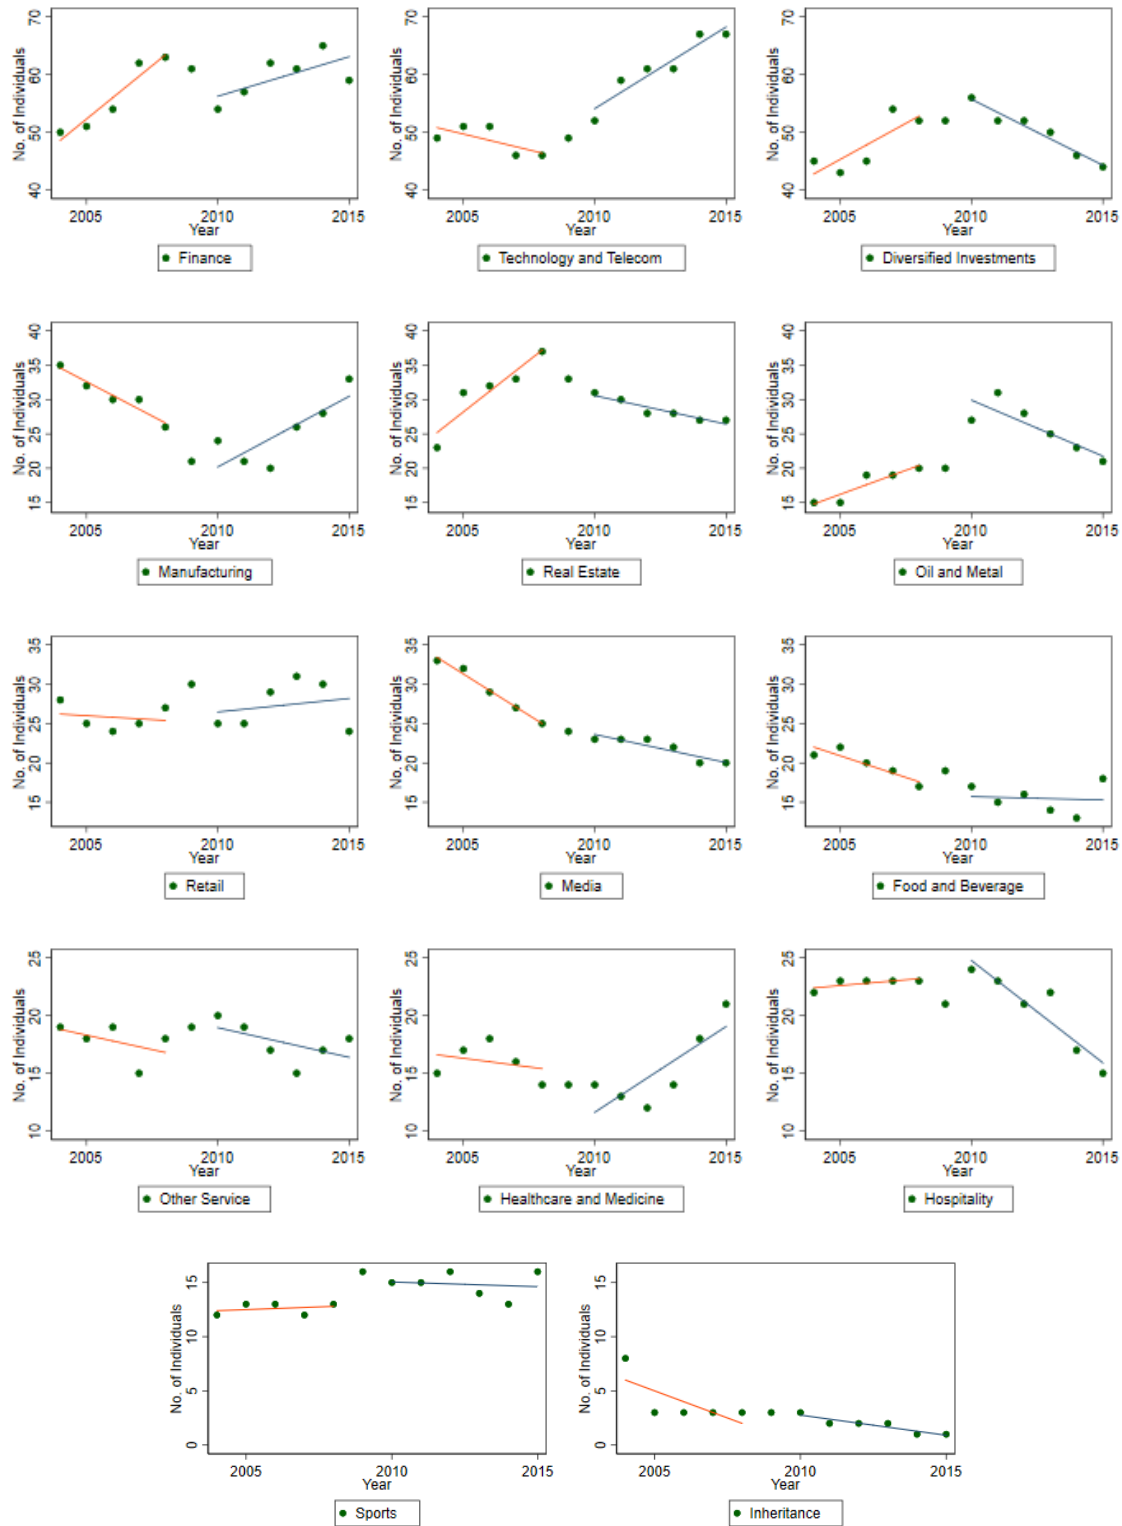 No. of Individuals
70
60
50
40
2005
2010
2015
Year
Finance
No. of Individuals
70
60
50
40
2005
2010
2015
Year
Technology and Telecom
No. of Individuals
70
60
50
40
2005
2010
2015
Year
Diversified Investments
No. of Individuals
40
35
30
25
20
15
2005
2010
2015
Year
Manufacturing
No. of Individuals
40
35
30
25
20
15
2005
2010
2015
Year
Real Estate
No. of Individuals
40
35
30
25
20
15
2005
2010
2015
Year
Oil and Metal
No. of Individuals
35
30
25
20
15
2005
2010
2015
Year
Retail
No. of Individuals
35
30
25
20
15
2005
2010
2015
Year
Media
No. of Individuals
35
30
25
20
15
2005
2010
2015
Year
Food and Beverage
No. of Individuals
25
20
15
10
2005
2010
2015
Year
Other Service
No. of Individuals
25
20
15
10
2005
2010
2015
Year
Healthcare and Medicine
No. of Individuals
25
20
15
10
2005
2010
2015
Year
Hospitality
No. of Individuals
15
10
5
0
2005
2010
2015
Year
Sports
No. of Individuals
15
10
5
0
2005
2010
2015
Year
Inheritance